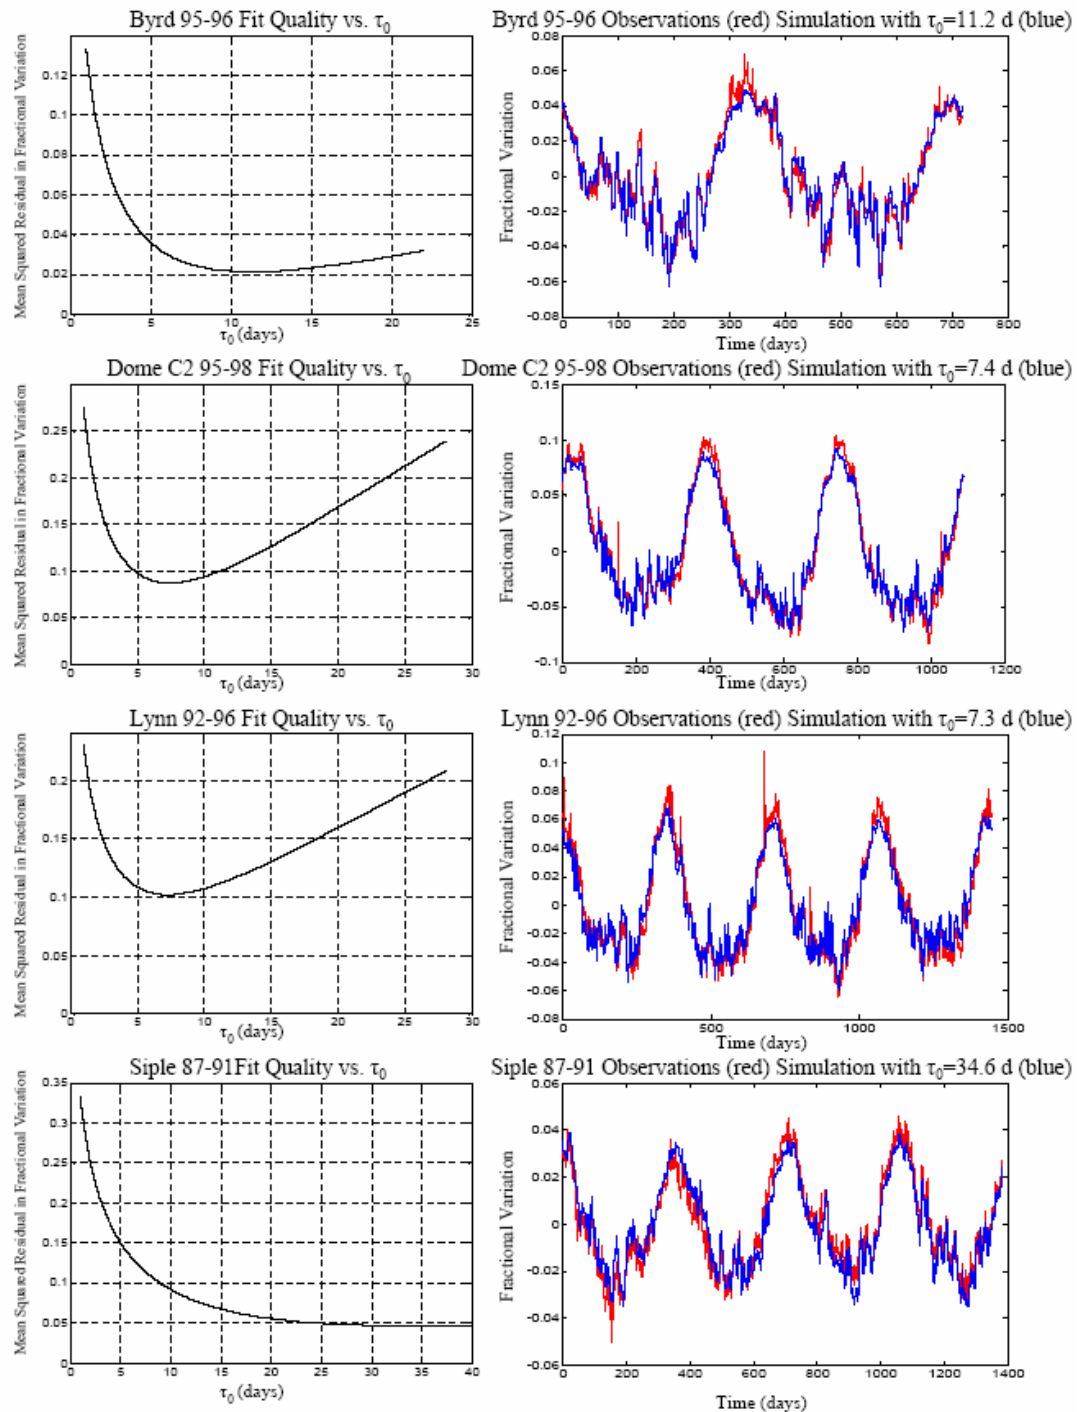 Byrd 95-96 Fit Quality vs. τ0
Mean Squared Residual in Fractional Variation
0.12
0.1
0.08
0.06
0.04
0.02
0
0 5 10 15 20 25
τ0 (days)
Byrd 95-96 Observations (red) Simulation with τ0=11.2 d (blue)
Fractional Variation
0.08
0.06
0.04
0.02
0
-0.02
-0.04
-0.06
-0.08
0 100 200 300 400 500 600 700 800
Time (days)
Dome C2 95-98 Fit Quality vs. τ0
Mean Squared Residual in Fractional Variation
0.25
0.2
0.15
0.1
0.05
0
0 5 10 15 20 25 30
τ0 (days)
Dome C2 95-98 Observations (red) Simulation with τ0=7.4 d (blue)
Fractional Variation
0.15
0.1
0.05
0
-0.05
-0.1
0 200 400 600 800 1000 1200
Time (days)
Lynn 92-96 Fit Quality vs. τ0
Mean Squared Residual in Fractional Variation
0.2
0.15
0.1
0.05
0
0 5 10 15 20 25 30
τ0 (days)
Lynn 92-96 Observations (red) Simulation with τ0=7.3 d (blue)
Fractional Variation
0.12
0.1
0.08
0.06
0.04
0.02
0
-0.02
-0.04
-0.06
-0.08
0 500 1000 1500
Time (days)
Siple 87-91Fit Quality vs. τ0
Mean Squared Residual in Fractional Variation
0.35
0.3
0.25
0.2
0.15
0.1
0.05
0
0 5 10 15 20 25 30 35 40
τ0 (days)
Siple 87-91 Observations (red) Simulation with τ0=34.6 d (blue)
Fractional Variation
0.06
0.04
0.02
0
-0.02
-0.04
-0.06
0 200 400 600 800 1000 1200 1400
Time (days)